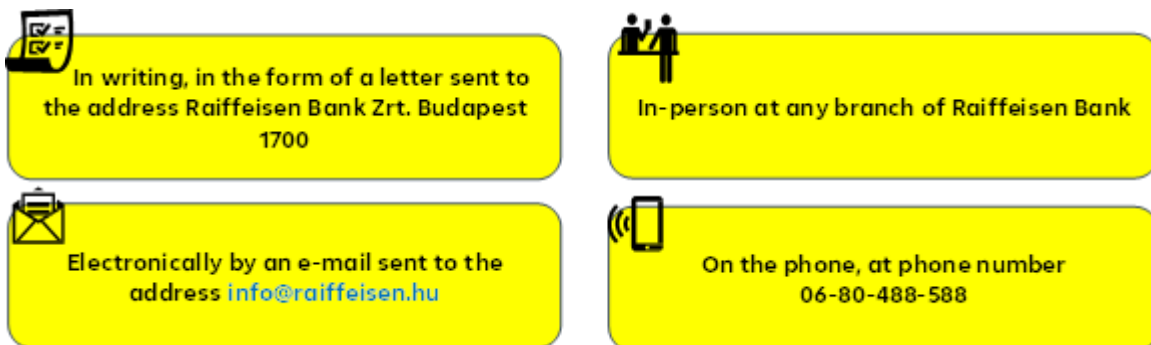 In writing, in the form of a letter sent to
the address Raiffeisen Bank Zrt. Budapest
1700
In-person at any branch of Raiffeisen Bank
Electronically by an e-mail sent to the
address info@raiffeisen.hu
On the phone, at phone number
06-80-488-588